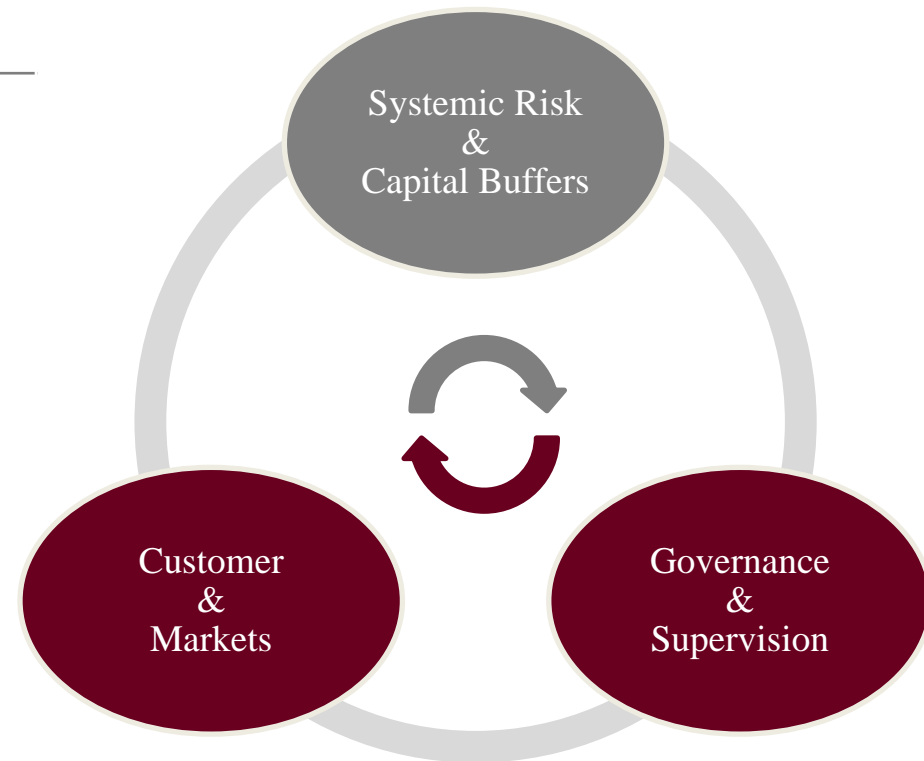 Systemic Risk
&
Capital Buffers
Customer
&
Markets
Governance
&
Supervision